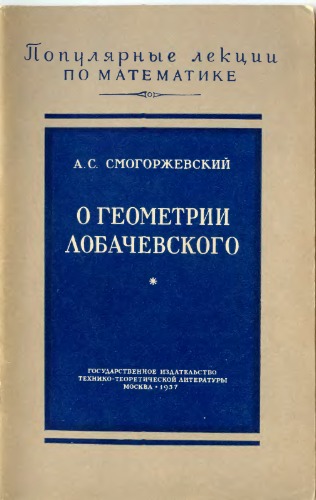 Популярные лекции
ПО МАТЕМАТИКЕ
А. С. СМОГОРЖЕВСКИЙ
О ГЕОМЕТРИИ
ЛОБАЧЕВСКОГО
*
ГОСУДАРСТВЕННОЕ ИЗДАТЕЛЬСТВО
ТЕХНИКО-ТЕОРЕТИЧЕСКОЙ ЛИТЕРАТУРЫ
МОСКВА • 1957